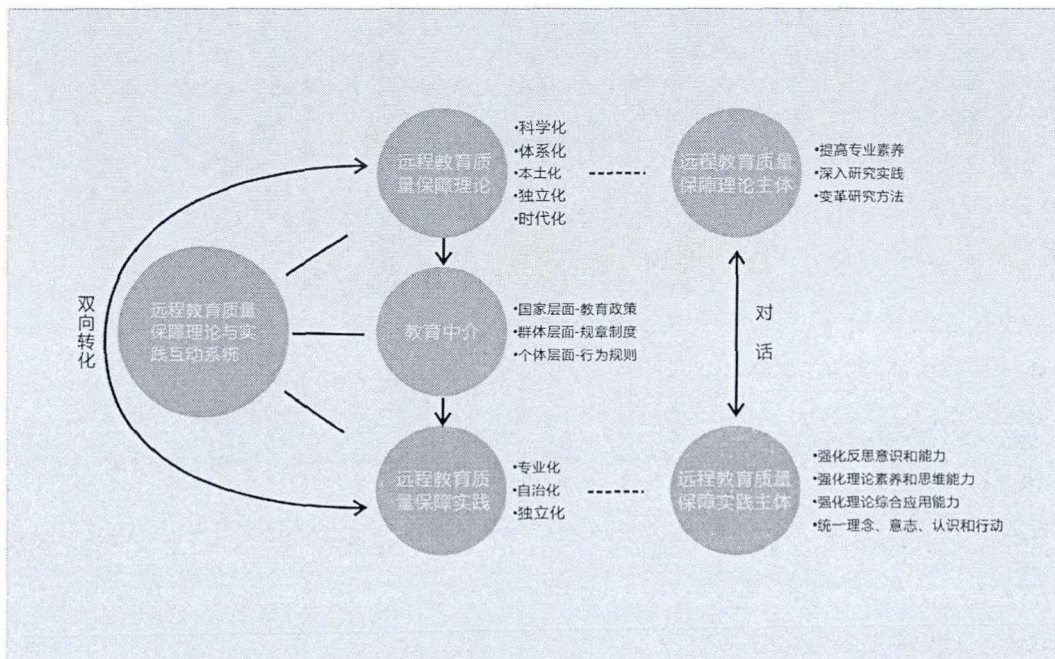 远程教育质
量保障理论
•科学化
•体系化
•本土化
•独立化
•时代化
远程教育质量
保障理论主体
•提高专业素养
•深入研究实践
•变革研究方法
双向转化
远程教育质量
保障理论与实
践互动系统
教育中介
•国家层面-教育政策
•群体层面-规章制度
•个体层面-行为规则
对
话
远程教育质
量保障实践
•专业化
•自治化
•独立化
远程教育质量
保障实践主体
•强化反思意识和能力
•强化理论素养和思维能力
•强化理论综合应用能力
•统一理念、意志、认识和行动